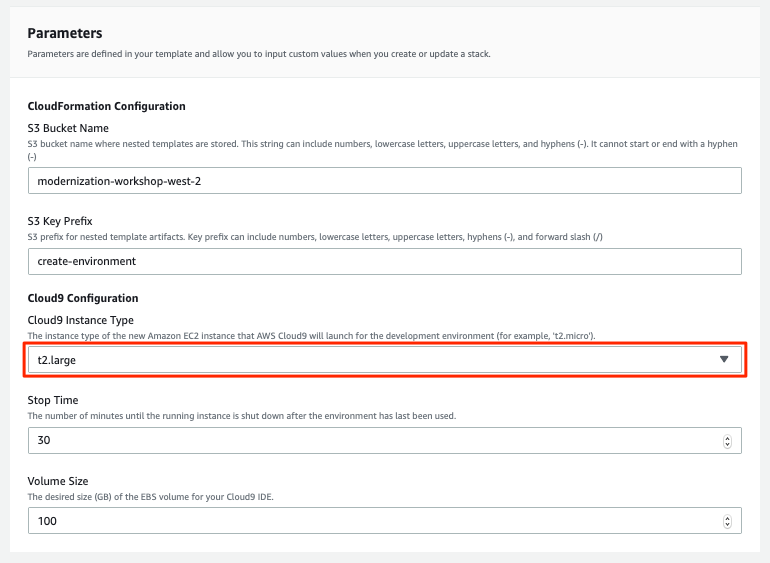 Parameters
Parameters are defined in your template and allow you to input custom values when you create or update a stack.
CloudFormation Configuration
S3 Bucket Name
S3 bucket name where nested templates are stored. This string can include numbers, lowercase letters, uppercase letters, and hyphens (-). It cannot start or end with a hyphen
(-)
modernization-workshop-west-2
S3 Key Prefix
S3 prefix for nested template artifacts. Key prefix can include numbers, lowercase letters, uppercase letters, hyphens (-), and forward slash (/)
create-environment
Cloud9 Configuration
Cloud9 Instance Type
The instance type of the new Amazon EC2 instance that AWS Cloud9 will launch for the development environment (for example, 't2.micro').
t2.large
Stop Time
The number of minutes until the running instance is shut down after the environment has last been used.
30
Volume Size
The desired size (GB) of the EBS volume for your Cloud9 IDE.
100